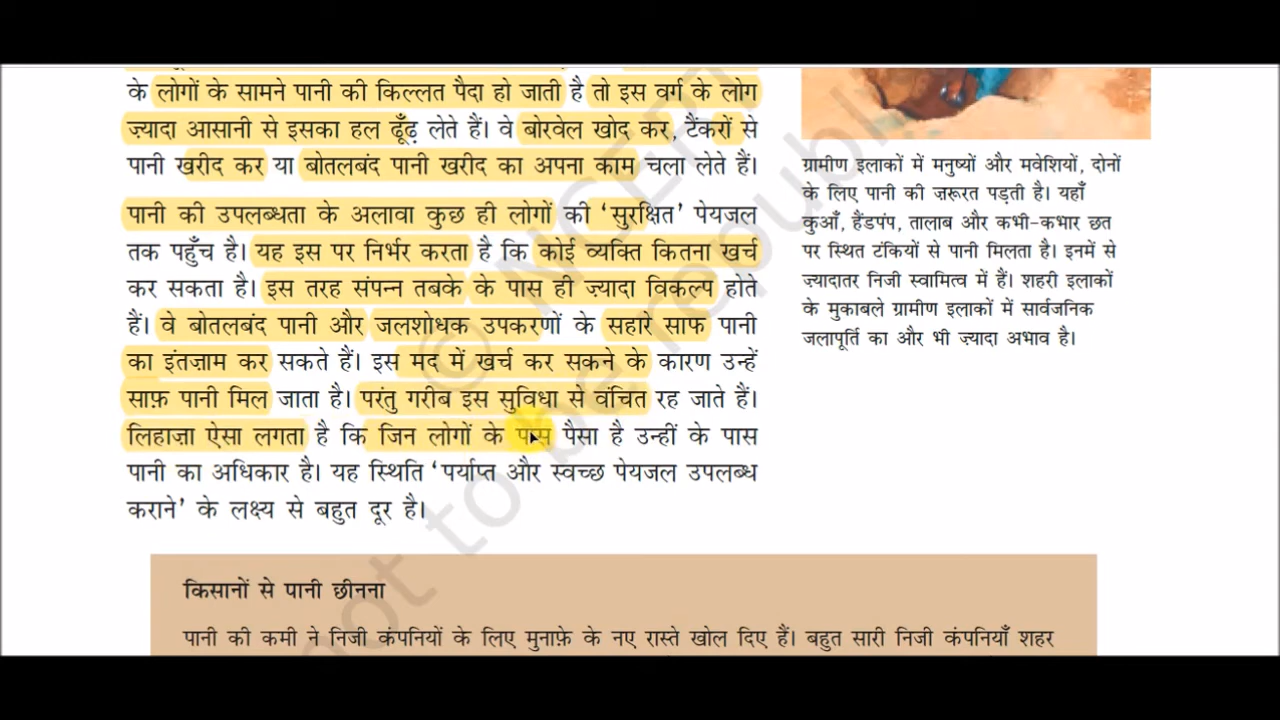 के लोगों के सामने पानी की किल्लत पैदा हो जाती है तो इस वर्ग के लोग
ज़्यादा आसानी से इसका हल ढूँढ़ लेते हैं। वे बोरवेल खोद कर, टैंकरों से
पानी खरीद कर या बोतलबंद पानी खरीद का अपना काम चला लेते हैं।
पानी की उपलब्धता के अलावा कुछ ही लोगों की ‘सुरक्षित’ पेयजल
तक पहुँच है। यह इस पर निर्भर करता है कि कोई व्यक्ति कितना खर्च
कर सकता है। इस तरह संपन्न तबके के पास ही ज़्यादा विकल्प होते
हैं। वे बोतलबंद पानी और जलशोधक उपकरणों के सहारे साफ पानी
का इंतज़ाम कर सकते हैं। इस मद में खर्च कर सकने के कारण उन्हें
साफ़ पानी मिल जाता है। परंतु गरीब इस सुविधा से वंचित रह जाते हैं।
लिहाज़ा ऐसा लगता है कि जिन लोगों के पास पैसा है उन्हीं के पास
पानी का अधिकार है। यह स्थिति ‘पर्याप्त और स्वच्छ पेयजल उपलब्ध
कराने’ के लक्ष्य से बहुत दूर है।
ग्रामीण इलाकों में मनुष्यों और मवेशियों, दोनों
के लिए पानी की ज़रूरत पड़ती है। यहाँ
कुआँ, हैंडपंप, तालाब और कभी-कभार छत
पर स्थित टंकियों से पानी मिलता है। इनमें से
ज़्यादातर निजी स्वामित्व में हैं। शहरी इलाकों
के मुकाबले ग्रामीण इलाकों में सार्वजनिक
जलापूर्ति का और भी ज़्यादा अभाव है।
किसानों से पानी छीनना
पानी की कमी ने निजी कंपनियों के लिए मुनाफ़े के नए रास्ते खोल दिए हैं। बहुत सारी निजी कंपनियाँ शहर
© NCERT
not to be republi